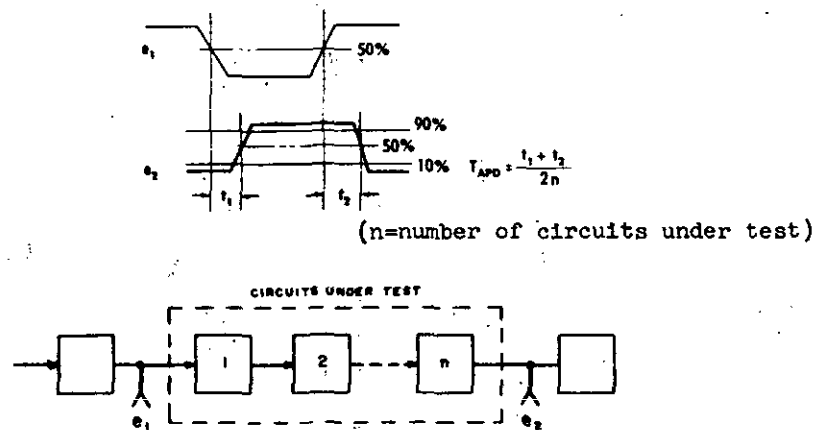 e₁
50%
90%
50%
e₂
10%
T_APD = (t₁ + t₂) / 2n
t₁
t₂
(n=number of circuits under test)
CIRCUITS UNDER TEST
1
2
n
e₁
e₂